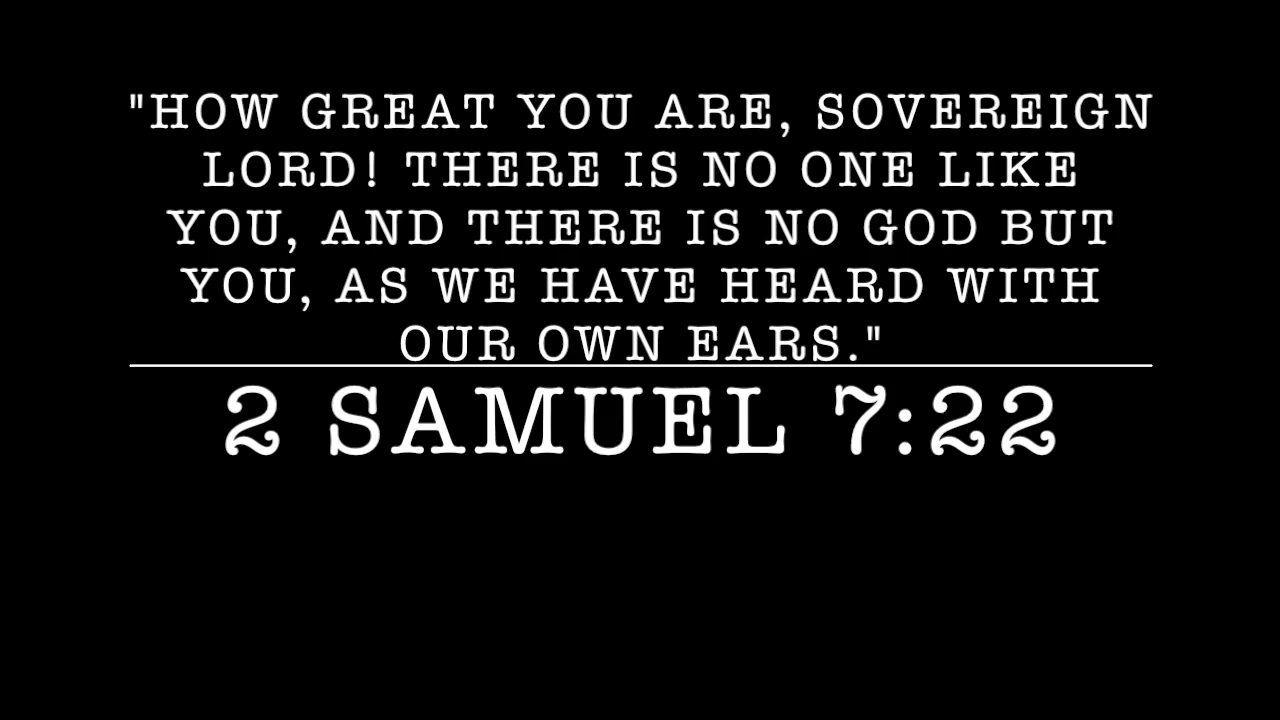 "HOW GREAT YOU ARE, SOVEREIGN
LORD! THERE IS NO ONE LIKE
YOU, AND THERE IS NO GOD BUT
YOU, AS WE HAVE HEARD WITH
OUR OWN EARS."
2 SAMUEL 7:22